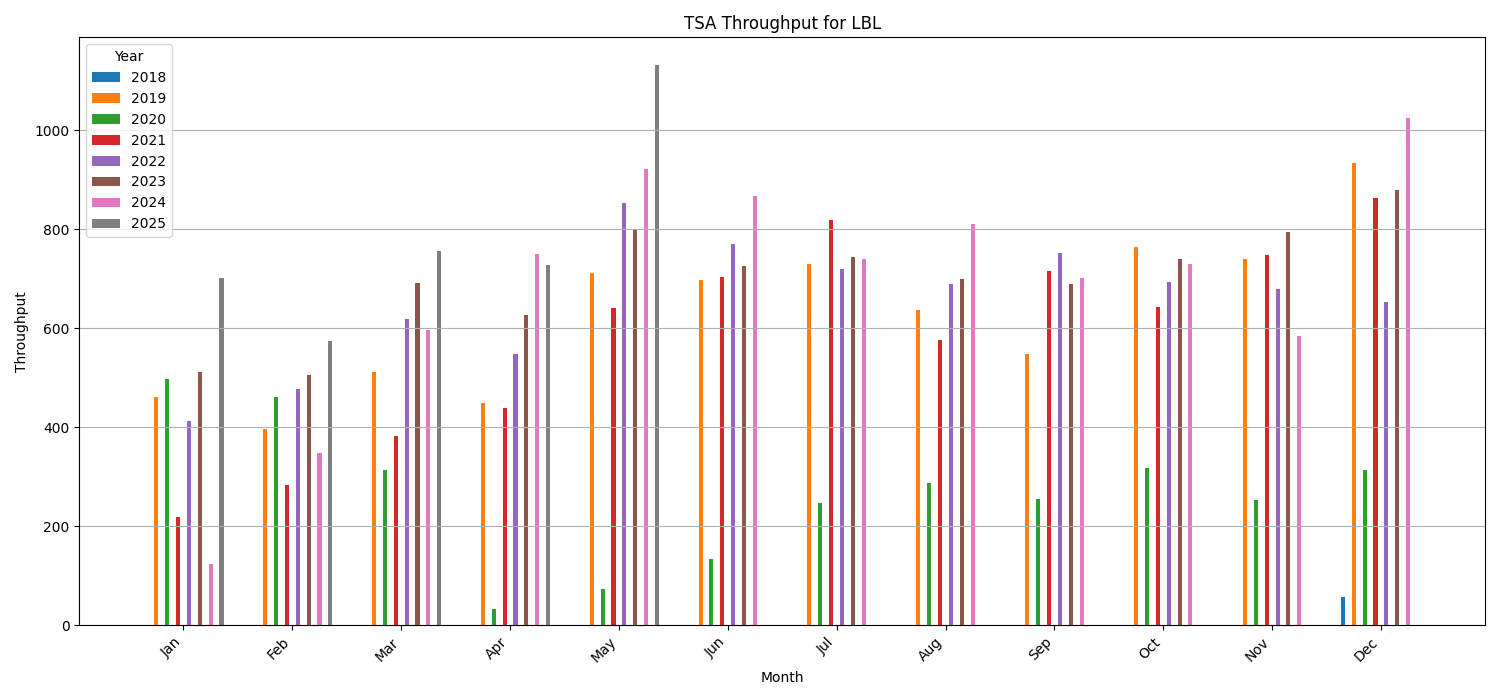 TSA Throughput for LBL
Year
2018
2019
2020
2021
2022
2023
2024
2025
Throughput
1000
800
600
400
200
0
Jan
Feb
Mar
Apr
May
Jun
Jul
Aug
Sep
Oct
Nov
Dec
Month